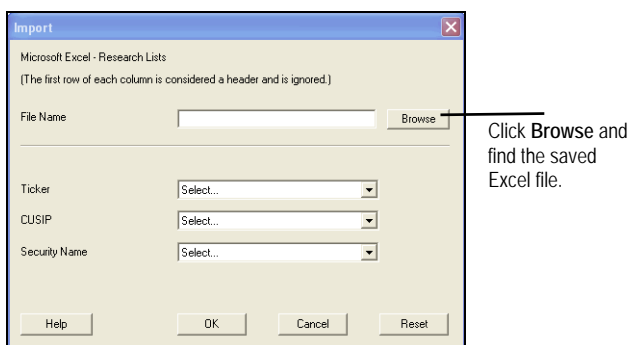 Import
Microsoft Excel - Research Lists
(The first row of each column is considered a header and is ignored.)
File Name
Browse
Click Browse and
find the saved
Excel file.
Ticker
Select...
CUSIP
Select...
Security Name
Select...
Help
OK
Cancel
Reset